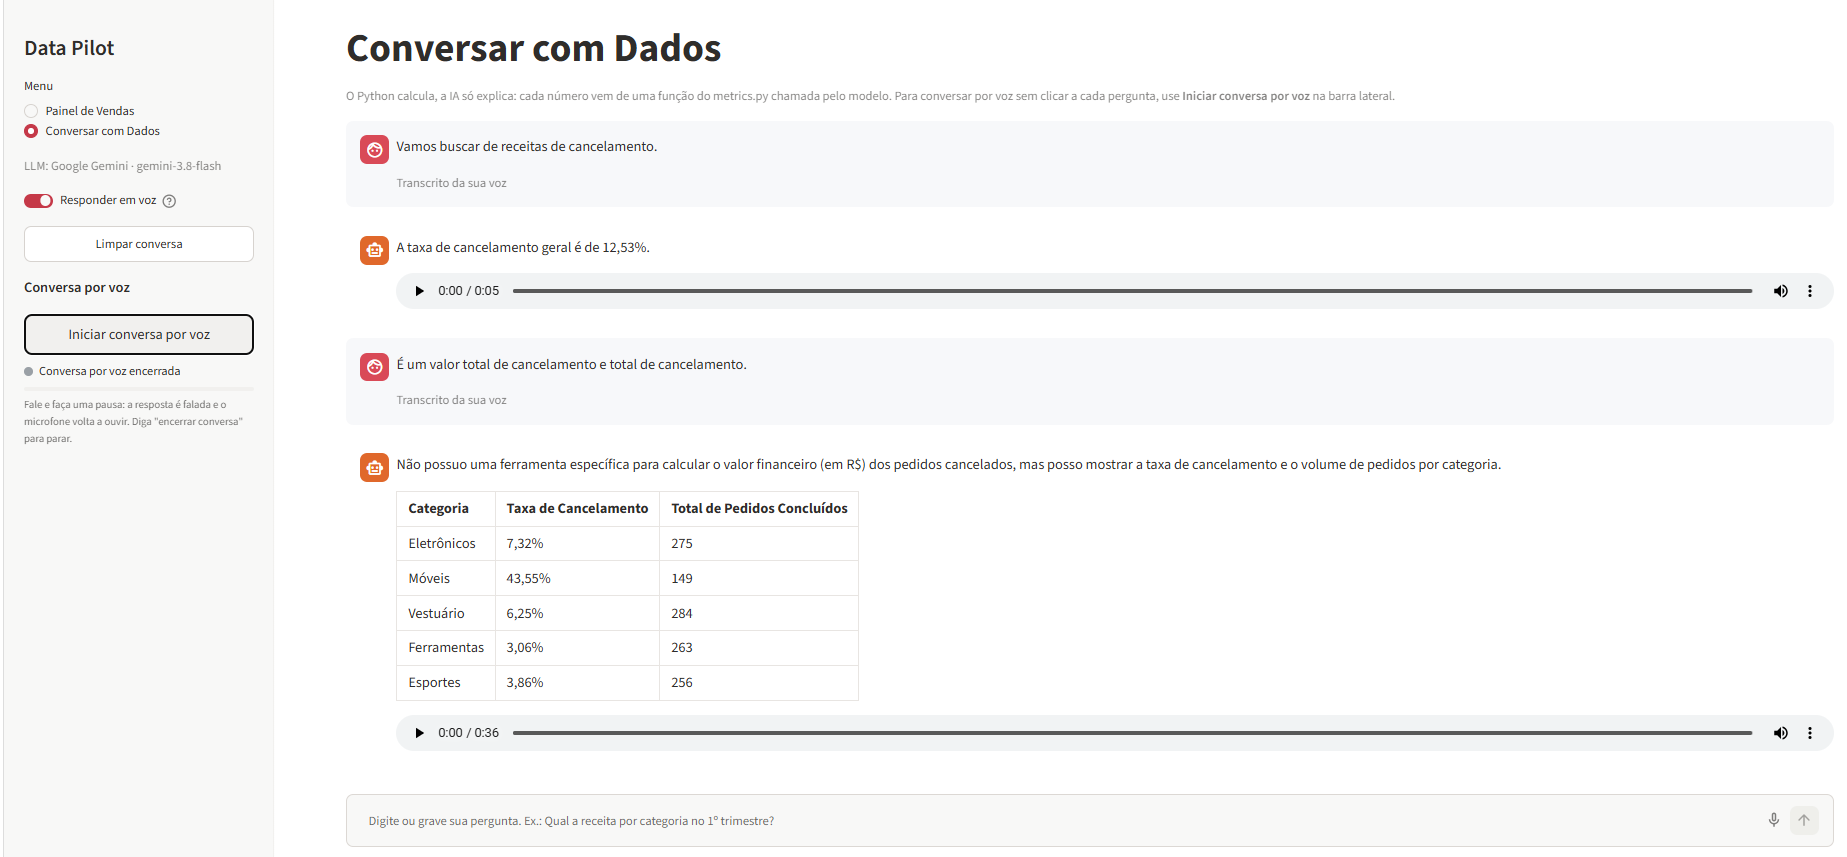 Data Pilot
Menu
Painel de Vendas
Conversar com Dados
LLM: Google Gemini · gemini-3.8-flash
Responder em voz
Limpar conversa
Conversa por voz
Iniciar conversa por voz
Conversa por voz encerrada
Fale e faça uma pausa: a resposta é falada e o
microfone volta a ouvir. Diga "encerrar conversa"
para parar.
Conversar com Dados
O Python calcula, a IA só explica: cada número vem de uma função do metrics.py chamada pelo modelo. Para conversar por voz sem clicar a cada pergunta, use Iniciar conversa por voz na barra lateral.
Vamos buscar de receitas de cancelamento.
Transcrito da sua voz
A taxa de cancelamento geral é de 12,53%.
0:00 / 0:05
É um valor total de cancelamento e total de cancelamento.
Transcrito da sua voz
Não possuo uma ferramenta específica para calcular o valor financeiro (em R$) dos pedidos cancelados, mas posso mostrar a taxa de cancelamento e o volume de pedidos por categoria.
Categoria Taxa de Cancelamento Total de Pedidos Concluídos
Eletrônicos 7,32% 275
Móveis 43,55% 149
Vestuário 6,25% 284
Ferramentas 3,06% 263
Esportes 3,86% 256
0:00 / 0:36
Digite ou grave sua pergunta. Ex.: Qual a receita por categoria no 1º trimestre?